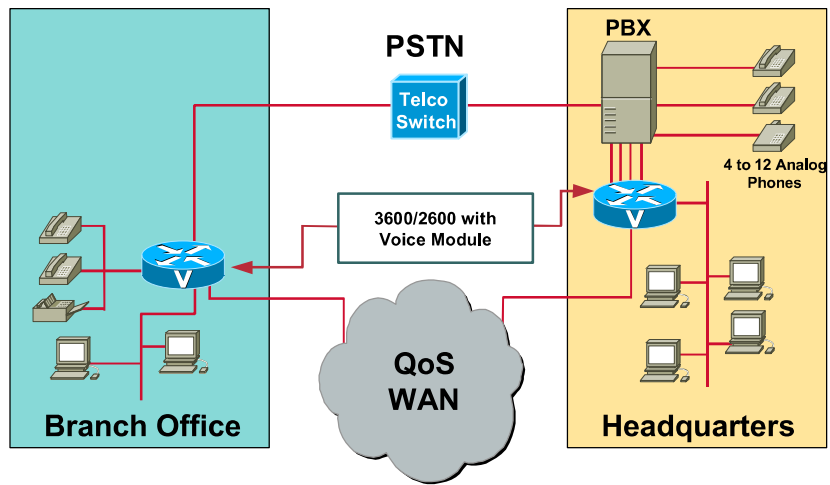 PSTN
PBX
Telco
Switch
4 to 12 Analog
Phones
3600/2600 with
Voice Module
V
V
QoS
WAN
Branch Office
Headquarters